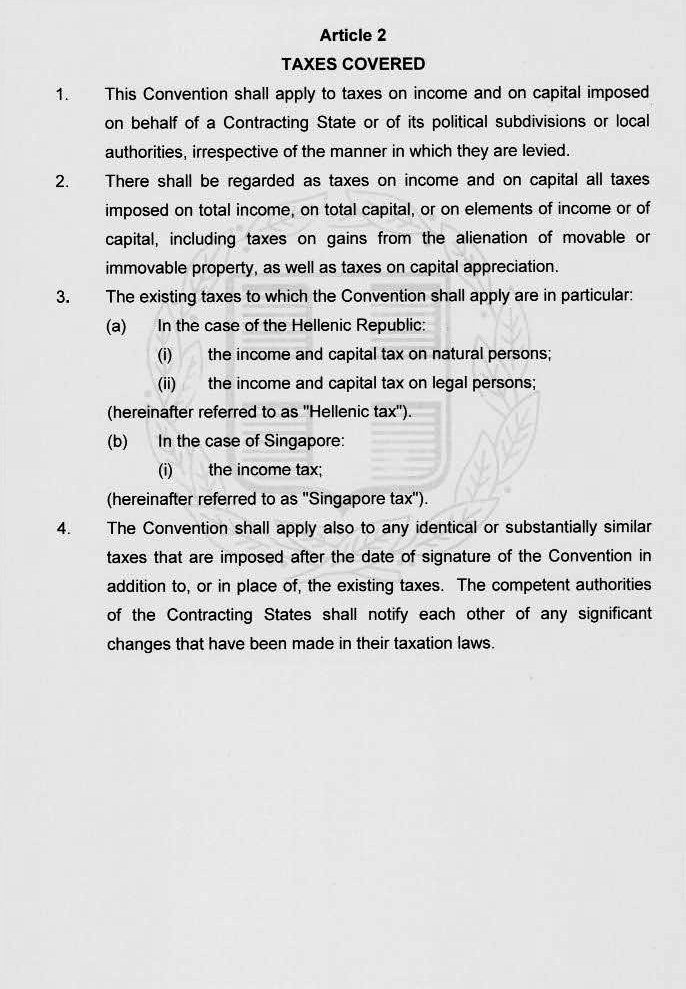 Article 2
TAXES COVERED
1. This Convention shall apply to taxes on income and on capital imposed
on behalf of a Contracting State or of its political subdivisions or local
authorities, irrespective of the manner in which they are levied.
2. There shall be regarded as taxes on income and on capital all taxes
imposed on total income, on total capital, or on elements of income or of
capital, including taxes on gains from the alienation of movable or
immovable property, as well as taxes on capital appreciation.
3. The existing taxes to which the Convention shall apply are in particular:
(a) In the case of the Hellenic Republic:
(i) the income and capital tax on natural persons;
(ii) the income and capital tax on legal persons;
(hereinafter referred to as "Hellenic tax").
(b) In the case of Singapore:
(i) the income tax;
(hereinafter referred to as "Singapore tax").
4. The Convention shall apply also to any identical or substantially similar
taxes that are imposed after the date of signature of the Convention in
addition to, or in place of, the existing taxes. The competent authorities
of the Contracting States shall notify each other of any significant
changes that have been made in their taxation laws.